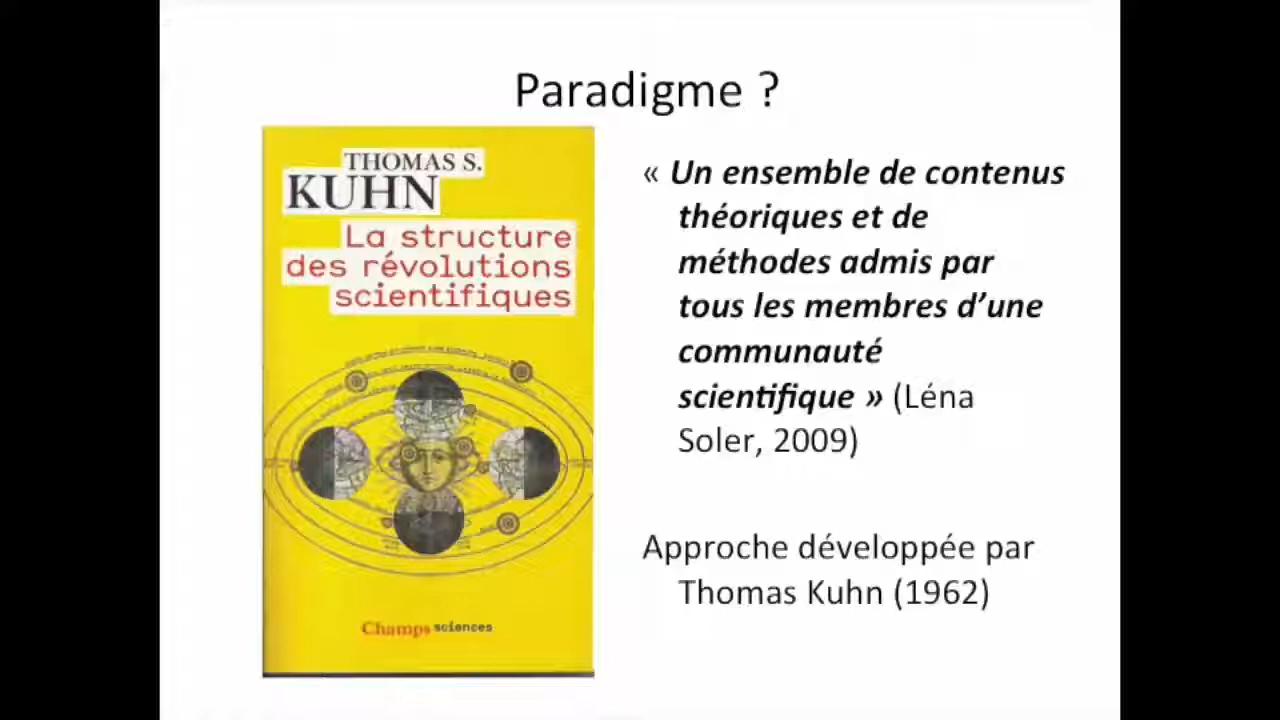 Paradigme ?
THOMAS S.
KUHN
La structure
des révolutions
scientifiques
Champs sciences
« Un ensemble de contenus
théoriques et de
méthodes admis par
tous les membres d’une
communauté
scientifique » (Léna
Soler, 2009)
Approche développée par
Thomas Kuhn (1962)